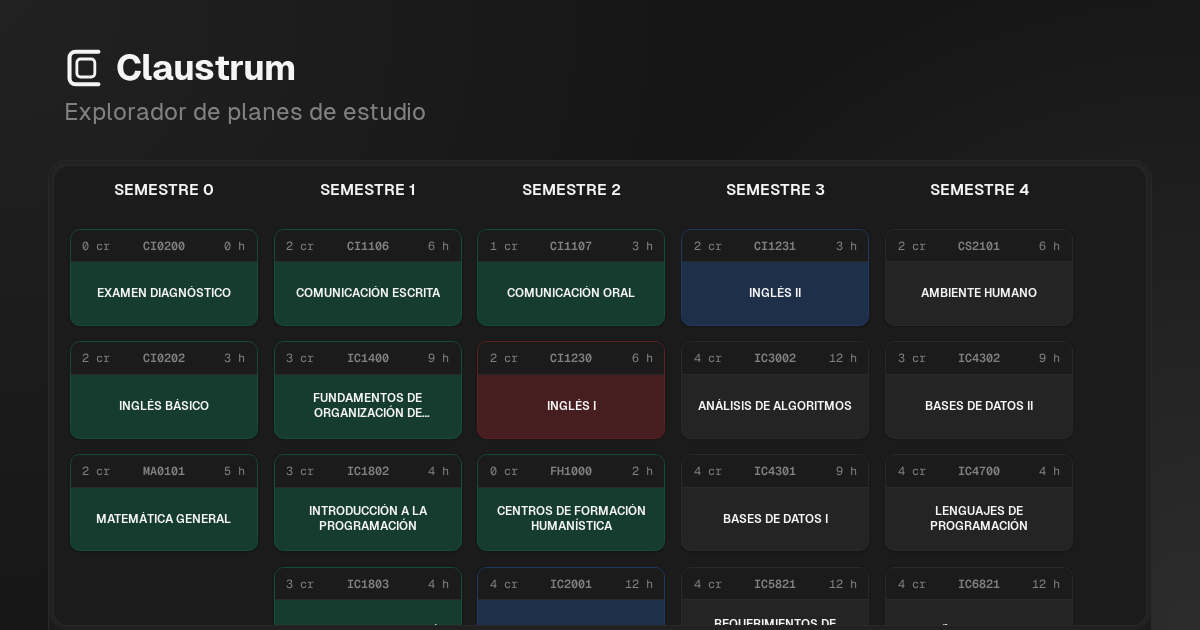 Claustrum
Explorador de planes de estudio
SEMESTRE 0
SEMESTRE 1
SEMESTRE 2
SEMESTRE 3
SEMESTRE 4
0 cr CI0200 0 h
EXAMEN DIAGNÓSTICO
2 cr CI1106 6 h
COMUNICACIÓN ESCRITA
1 cr CI1107 3 h
COMUNICACIÓN ORAL
2 cr CI1231 3 h
INGLÉS II
2 cr CS2101 6 h
AMBIENTE HUMANO
2 cr CI0202 3 h
INGLÉS BÁSICO
3 cr IC1400 9 h
FUNDAMENTOS DE
ORGANIZACIÓN DE…
2 cr CI1230 6 h
INGLÉS I
4 cr IC3002 12 h
ANÁLISIS DE ALGORITMOS
3 cr IC4302 9 h
BASES DE DATOS II
2 cr MA0101 5 h
MATEMÁTICA GENERAL
3 cr IC1802 4 h
INTRODUCCIÓN A LA
PROGRAMACIÓN
0 cr FH1000 2 h
CENTROS DE FORMACIÓN
HUMANÍSTICA
4 cr IC4301 9 h
BASES DE DATOS I
4 cr IC4700 4 h
LENGUAJES DE
PROGRAMACIÓN
3 cr IC1803 4 h
4 cr IC2001 12 h
4 cr IC5821 12 h
REQUERIMIENTOS DE
4 cr IC6821 12 h